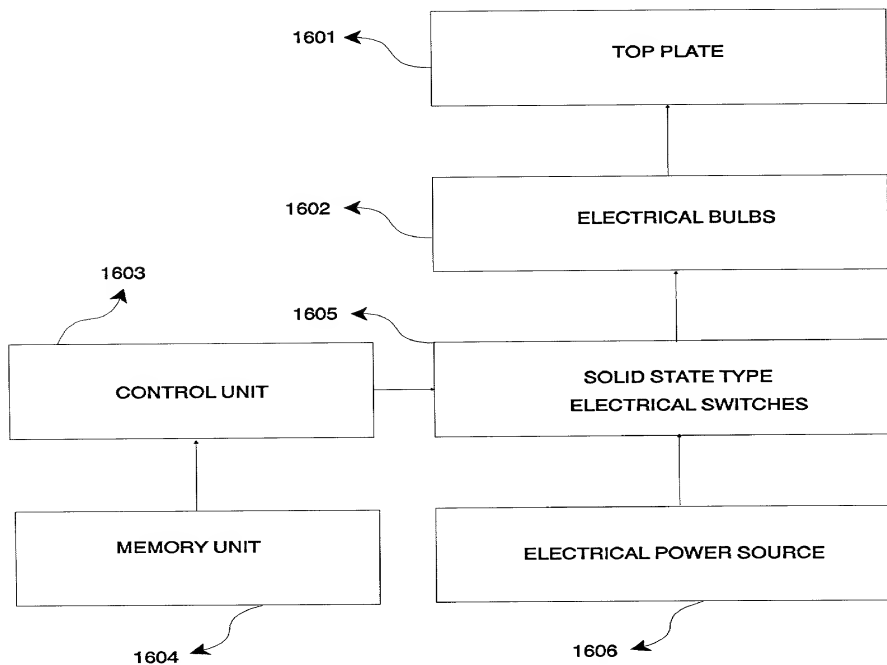 1601
TOP PLATE
1602
ELECTRICAL BULBS
1603
1605
CONTROL UNIT
SOLID STATE TYPE
ELECTRICAL SWITCHES
MEMORY UNIT
ELECTRICAL POWER SOURCE
1604
1606